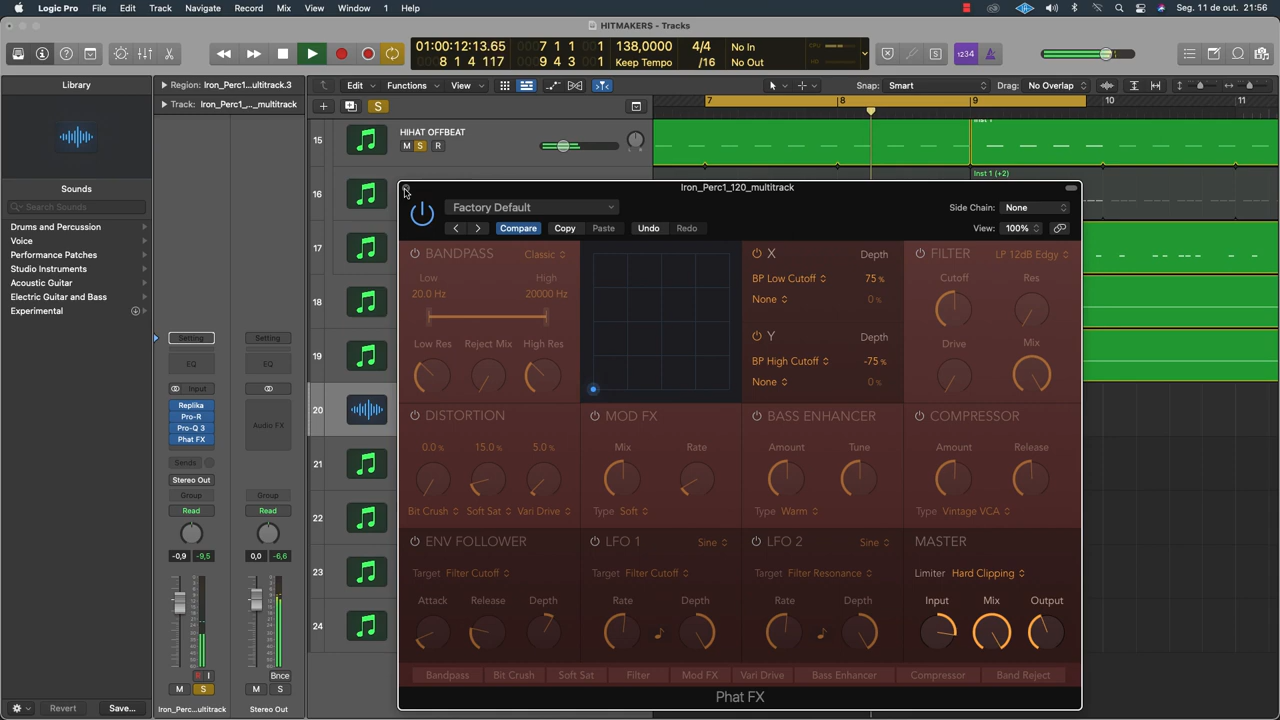 Logic Pro File Edit Track Navigate Record Mix View Window 1 Help Seg. 11 de out. 21:56
HITMAKERS - Tracks
01:00:12:13.65 7 1 1 1 138,0000 4/4 No In
8 1 4 117 9 4 3 1 Keep Tempo /16 No Out
CPU
HD
1234
Library
Region: Iron_Perc1...ultitrack.3
Edit Functions View Snap: Smart Drag: No Overlap
Track: Iron_Perc1_..._multitrack
S
7 8 9 10 11
Sounds
Search Sounds
Drums and Percussion
Voice
Performance Patches
Studio Instruments
Acoustic Guitar
Electric Guitar and Bass
Experimental
15 HIHAT OFFBEAT
M S R
Inst 1
16
Inst 1 (+2)
17
18
19
20
21
22
23
24
Setting Setting
EQ EQ
Input
Replika
Pro-R
Pro-Q 3
Phat FX
Audio FX
Sends
Stereo Out
Group Group
Read Read
-0,9 -9,5 0,0 -6,6
R I Bnce
M S M S
Iron_Perc...ultitrack Stereo Out
Revert Save...
Iron_Perc1_120_multitrack
Factory Default
Side Chain: None
Compare Copy Paste Undo Redo
View: 100%
BANDPASS Classic
Low High
20.0 Hz 20000 Hz
Low Res Reject Mix High Res
X Depth
BP Low Cutoff 75 %
None 0 %
Y Depth
BP High Cutoff -75 %
None 0 %
FILTER LP 12dB Edgy
Cutoff Res
Drive Mix
DISTORTION
0.0 % 15.0 % 5.0 %
Bit Crush Soft Sat Vari Drive
MOD FX
Mix Rate
Type Soft
BASS ENHANCER
Amount Tune
Type Warm
COMPRESSOR
Amount Release
Type Vintage VCA
ENV FOLLOWER
Target Filter Cutoff
Attack Release Depth
LFO 1 Sine
Target Filter Cutoff
Rate Depth
LFO 2 Sine
Target Filter Resonance
Rate Depth
MASTER
Limiter Hard Clipping
Input Mix Output
Bandpass Bit Crush Soft Sat Filter Mod FX Vari Drive Bass Enhancer Compressor Band Reject
Phat FX